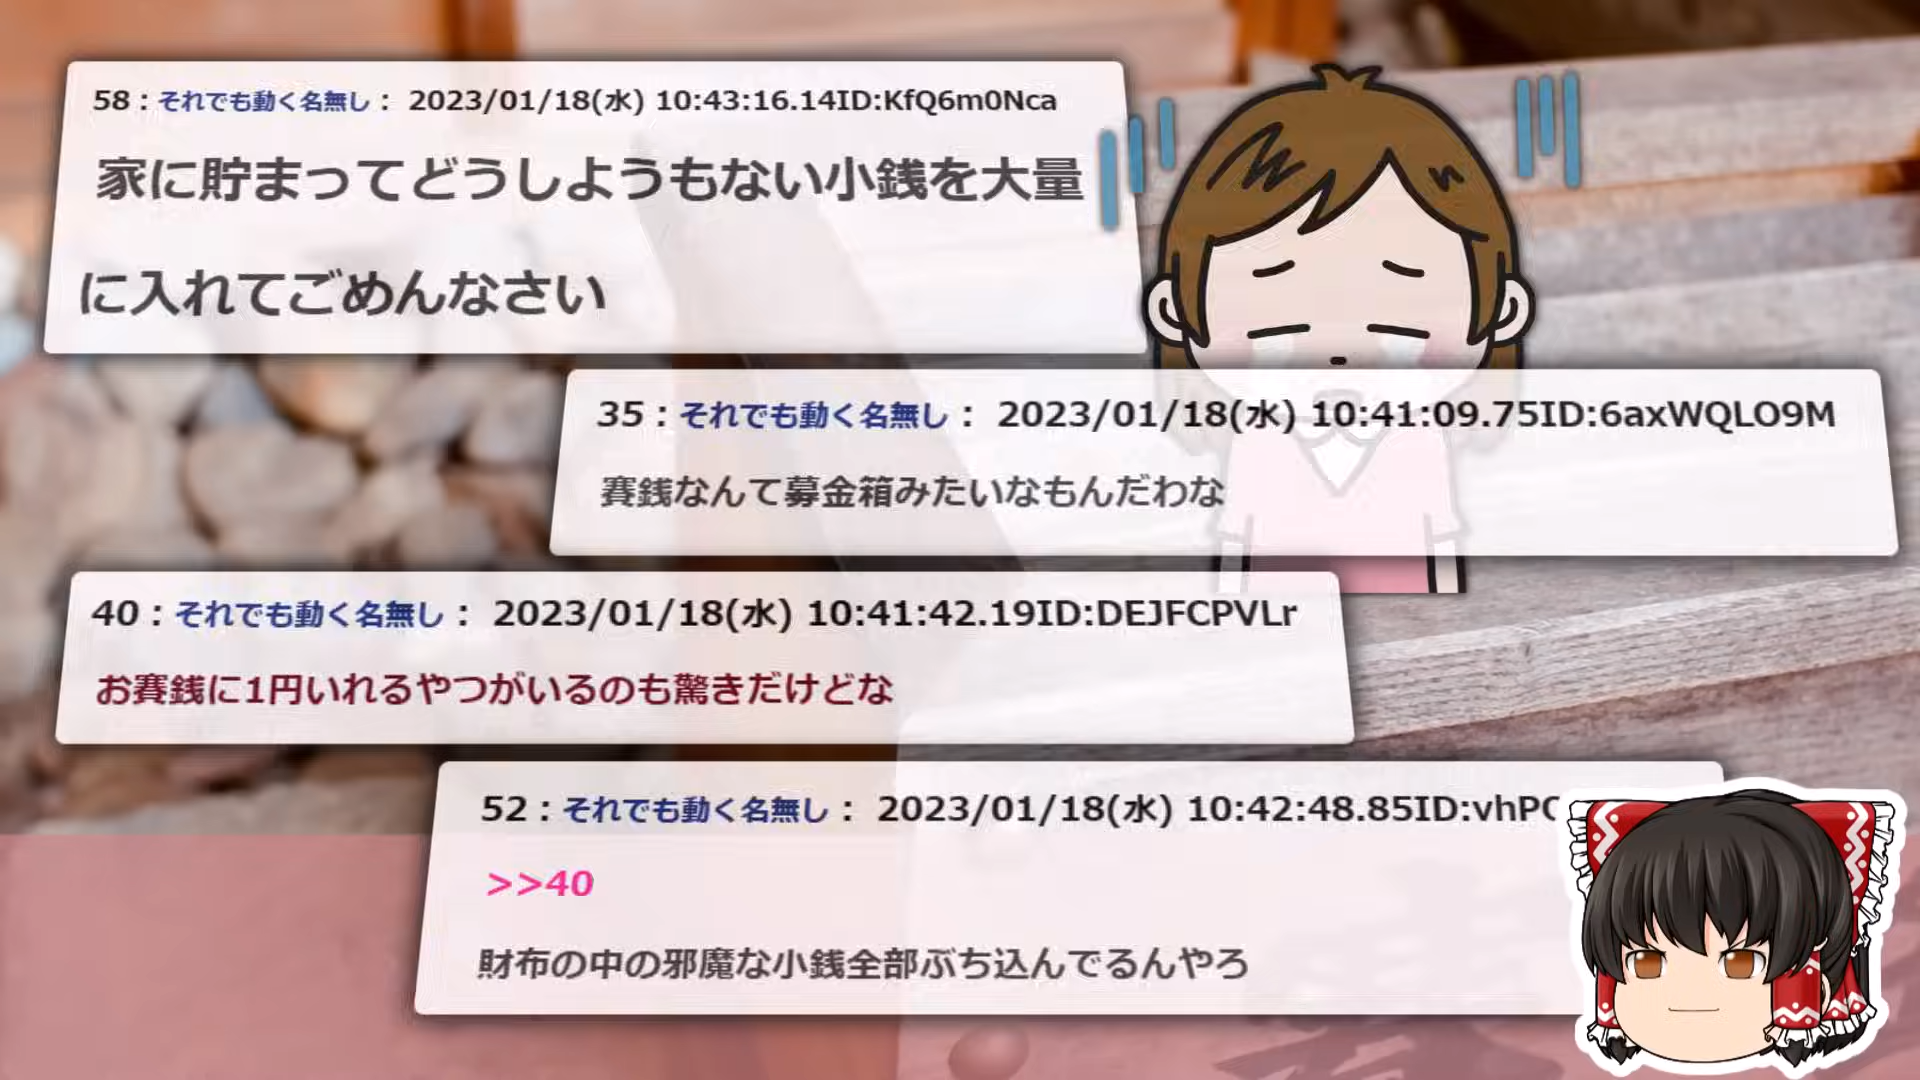 58：それでも動く名無し： 2023/01/18(水) 10:43:16.14ID:KfQ6m0Nca
家に貯まってどうしようもない小銭を大量
に入れてごめんなさい
35：それでも動く名無し： 2023/01/18(水) 10:41:09.75ID:6axWQLO9M
賽銭なんて募金箱みたいなもんだわな
40：それでも動く名無し： 2023/01/18(水) 10:41:42.19ID:DEJFCPVLr
お賽銭に1円いれるやつがいるのも驚きだけどな
52：それでも動く名無し： 2023/01/18(水) 10:42:48.85ID:vhP
>>40
財布の中の邪魔な小銭全部ぶち込んでるんやろ